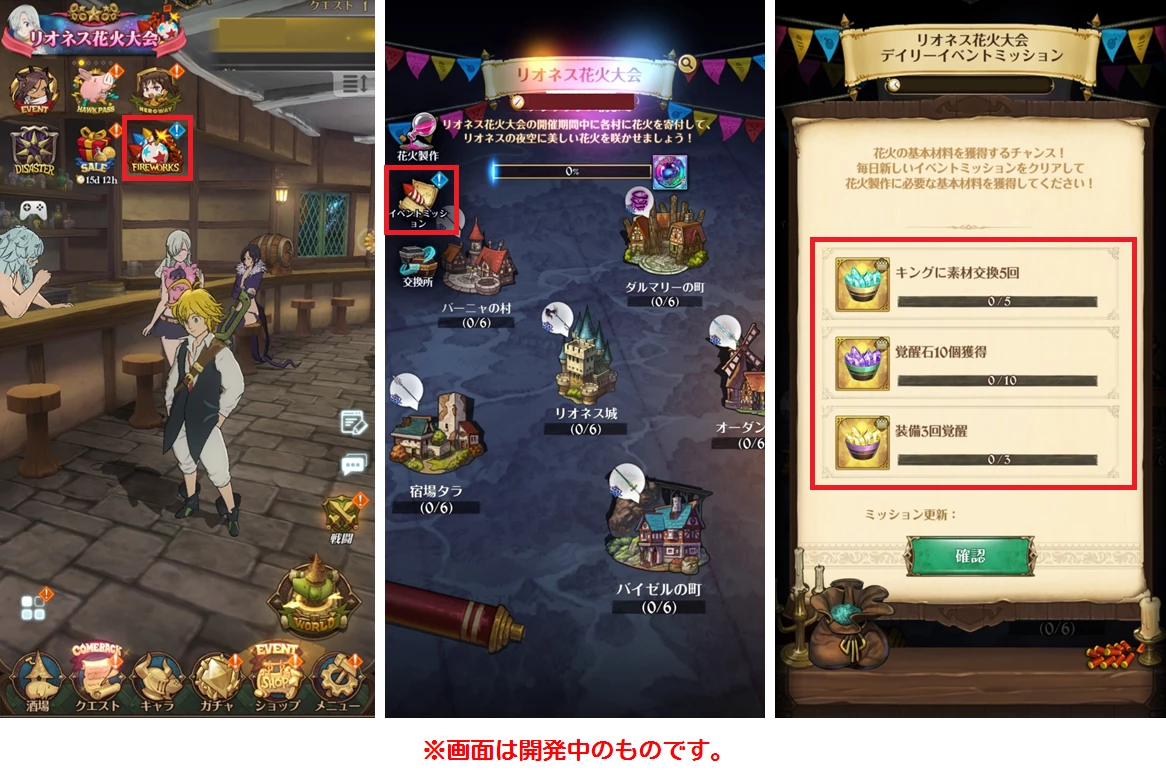 クエスト 1
リオネス花火大会
EVENT
HAWK PASS
HERO WAY
DISASTER
SALE
15d 12h
FIREWORKS
戦闘
WORLD
COMEBACK
EVENT
SHOP
酒場
クエスト
キャラ
ガチャ
ショップ
メニュー
リオネス花火大会
リオネス花火大会の開催期間中に各村に花火を寄付して、
リオネスの夜空に美しい花火を咲かせましょう！
花火製作
0%
イベントミッシ
ョン
交換所
バーニャの村
(0/6)
ダルマリーの町
(0/6)
リオネス城
(0/6)
オーダン
(0/6
宿場タラ
(0/6)
バイゼルの町
(0/6)
リオネス花火大会
デイリーイベントミッション
花火の基本材料を獲得するチャンス！
毎日新しいイベントミッションをクリアして
花火製作に必要な基本材料を獲得してください！
キングに素材交換5回
0/5
覚醒石10個獲得
0/10
装備3回覚醒
0/3
ミッション更新：
確認
(0/6)
※画面は開発中のものです。